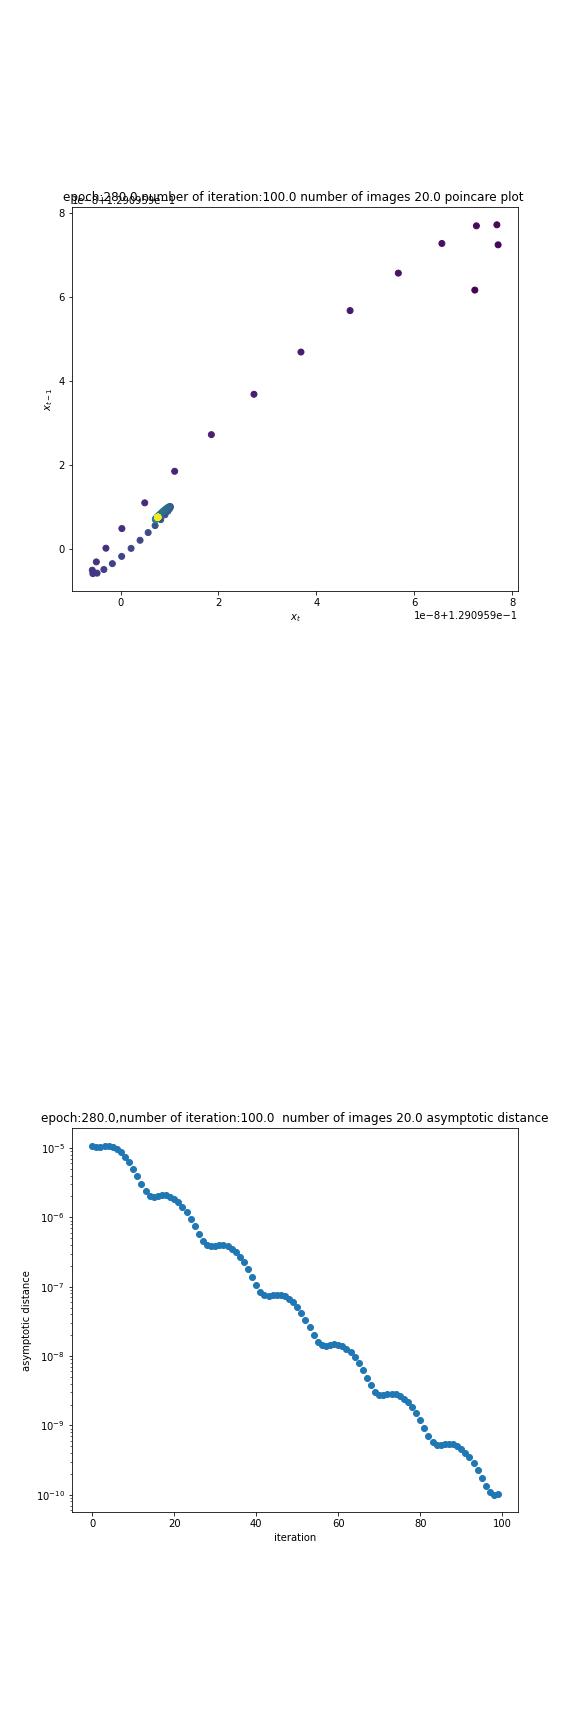 epoch:280.0,number of iteration:100.0 number of images 20.0 poincare plot
1e−8+1.290959e−1
8
6
4
2
0
x_{t−1}
0 2 4 6 8
x_t
1e−8+1.290959e−1
epoch:280.0,number of iteration:100.0  number of images 20.0 asymptotic distance
10^{−5}
10^{−6}
10^{−7}
10^{−8}
10^{−9}
10^{−10}
asymptotic distance
0 20 40 60 80 100
iteration